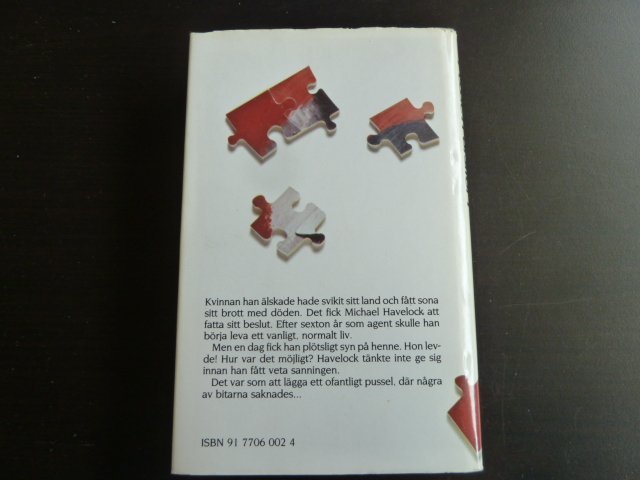 Kvinnan han älskade hade svikit sitt land och fått sona
sitt brott med döden. Det fick Michael Havelock att
fatta sitt beslut. Efter sexton år som agent skulle han
börja leva ett vanligt, normalt liv.
Men en dag fick han plötsligt syn på henne. Hon lev-
de! Hur var det möjligt? Havelock tänkte inte ge sig
innan han fått veta sanningen.
Det var som att lägga ett ofantligt pussel, där några
av bitarna saknades...
ISBN 91 7706 002 4